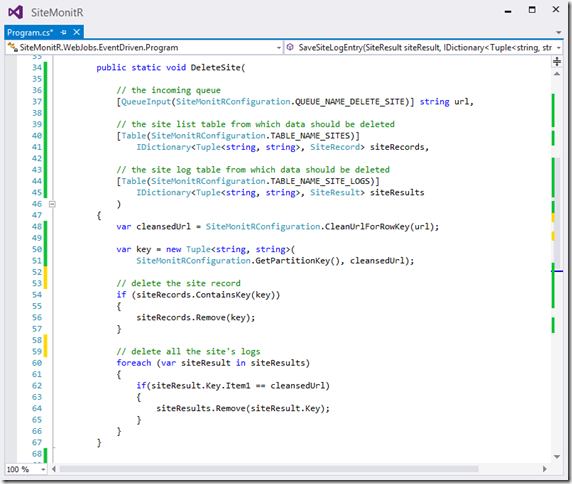 SiteMonitR
Program.cs*
SiteMonitR.WebJobs.EventDriven.Program
SaveSiteLogEntry(SiteResult siteResult, IDictionary<Tuple<string, str
33
34 public static void DeleteSite(
35
36 // the incoming queue
37 [QueueInput(SiteMonitRConfiguration.QUEUE_NAME_DELETE_SITE)] string url,
38
39 // the site list table from which data should be deleted
40 [Table(SiteMonitRConfiguration.TABLE_NAME_SITES)]
41 IDictionary<Tuple<string, string>, SiteRecord> siteRecords,
42
43 // the site log table from which data should be deleted
44 [Table(SiteMonitRConfiguration.TABLE_NAME_SITE_LOGS)]
45 IDictionary<Tuple<string, string>, SiteResult> siteResults
46 )
47 {
48 var cleansedUrl = SiteMonitRConfiguration.CleanUrlForRowKey(url);
49
50 var key = new Tuple<string, string>(
51 SiteMonitRConfiguration.GetPartitionKey(), cleansedUrl);
52
53 // delete the site record
54 if (siteRecords.ContainsKey(key))
55 {
56 siteRecords.Remove(key);
57 }
58
59 // delete all the site's logs
60 foreach (var siteResult in siteResults)
61 {
62 if(siteResult.Key.Item1 == cleansedUrl)
63 {
64 siteResults.Remove(siteResult.Key);
65 }
66 }
67 }
68
100 %